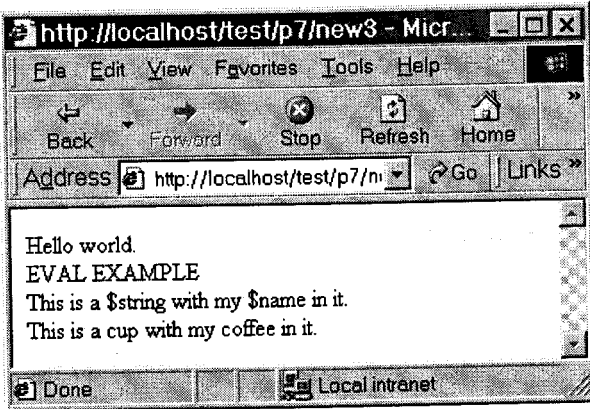 http://localhost/test/p7/new3 - Micr...
File Edit View Favorites Tools Help
Back Forword Stop Refresh Home »
Address http://localhost/test/p7/n Go Links »
Hello world.
EVAL EXAMPLE
This is a $string with my $name in it.
This is a cup with my coffee in it.
Done Local intranet